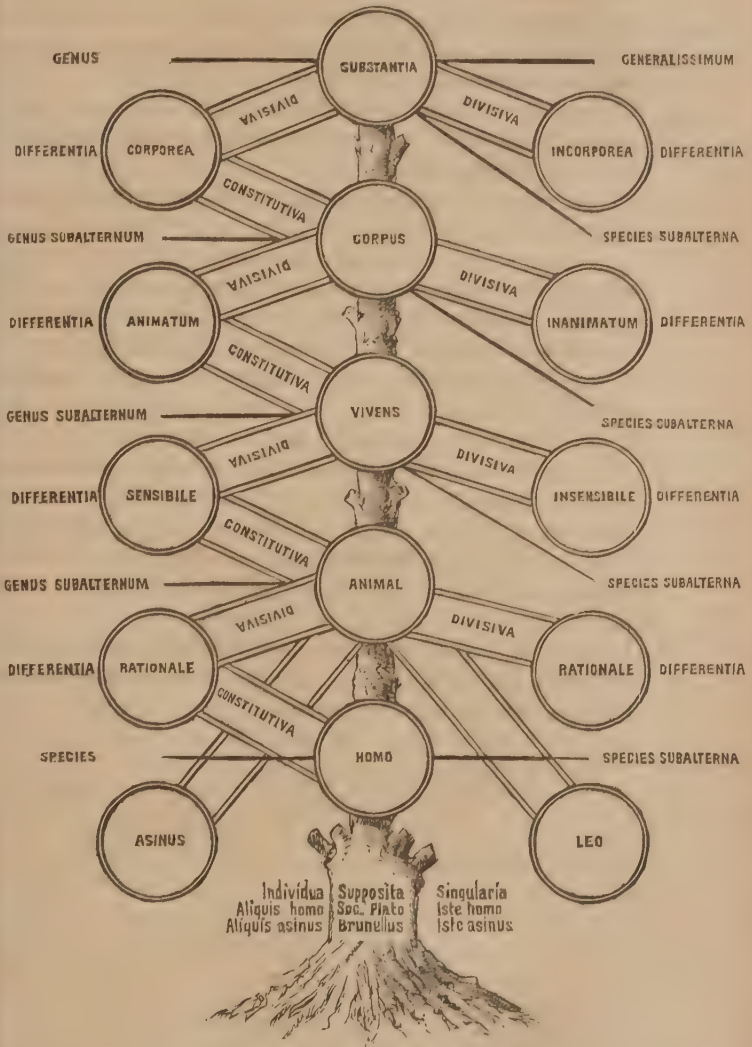 GENUS SUBSTANTIA GENERALISSIMUM
DIVISIVA DIVISIVA
DIFFERENTIA CORPOREA INCORPOREA DIFFERENTIA
CONSTITUTIVA
GENUS SUBALTERNUM CORPUS SPECIES SUBALTERNA
DIVISIVA DIVISIVA
DIFFERENTIA ANIMATUM INANIMATUM DIFFERENTIA
CONSTITUTIVA
GENUS SUBALTERNUM VIVENS SPECIES SUBALTERNA
DIVISIVA DIVISIVA
DIFFERENTIA SENSIBILE INSENSIBILE DIFFERENTIA
CONSTITUTIVA
GENUS SUBALTERNUM ANIMAL SPECIES SUBALTERNA
DIVISIVA DIVISIVA
DIFFERENTIA RATIONALE RATIONALE DIFFERENTIA
CONSTITUTIVA
SPECIES HOMO SPECIES SUBALTERNA
ASINUS LEO
Individua Supposita Singularia
Aliquis homo Soc. Plato Iste homo
Aliquis asinus Brunellus Iste asinus